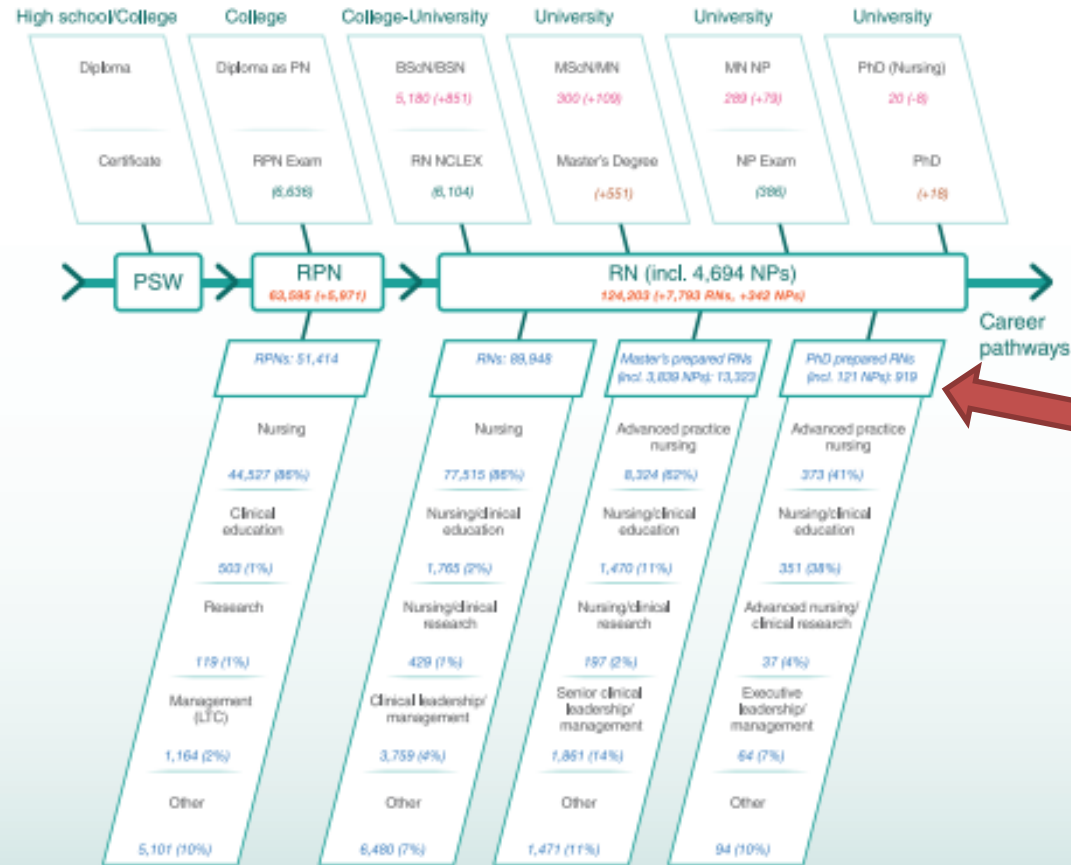 High school/College
College
College-University
University
University
University
Diploma
Diploma as PN
BScN/BSN
MScN/MN
MN NP
PhD (Nursing)
5,180 (+851)
300 (+109)
289 (+79)
20 (-8)
Certificate
RPN Exam
RN NCLEX
Master's Degree
NP Exam
PhD
(6,636)
(6,104)
(+551)
(386)
(+18)
PSW
RPN
63,595 (+5,971)
RN (incl. 4,694 NPs)
124,203 (+7,793 RNs, +342 NPs)
Career
pathways
RPNs: 51,414
RNs: 89,948
Master's prepared RNs
(incl. 3,839 NPs): 13,323
PhD prepared RNs
(incl. 121 NPs): 919
Nursing
44,527 (86%)
Clinical
education
503 (1%)
Research
119 (1%)
Management
(LTC)
1,164 (2%)
Other
5,101 (10%)
Nursing
77,515 (86%)
Nursing/clinical
education
1,765 (2%)
Nursing/clinical
research
429 (1%)
Clinical leadership/
management
3,759 (4%)
Other
6,480 (7%)
Advanced practice
nursing
8,324 (62%)
Nursing/clinical
education
1,470 (11%)
Nursing/clinical
research
197 (2%)
Senior clinical
leadership/
management
1,861 (14%)
Other
1,471 (11%)
Advanced practice
nursing
373 (41%)
Nursing/clinical
education
351 (38%)
Advanced nursing/
clinical research
37 (4%)
Executive
leadership/
management
64 (7%)
Other
94 (10%)